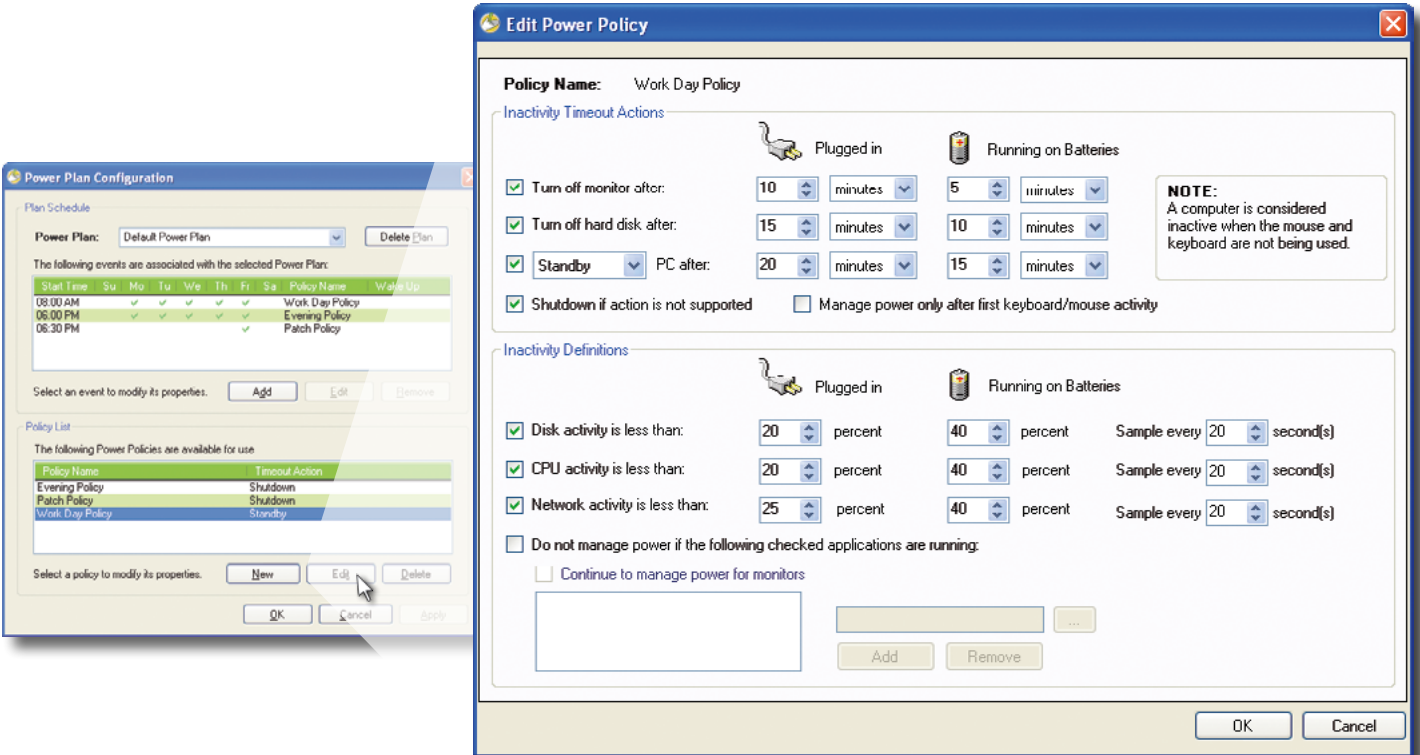 Power Plan Configuration
Plan Schedule
Power Plan: Default Power Plan Delete Plan
The following events are associated with the selected Power Plan:
Start Time Su Mo Tu We Th Fr Sa Policy Name Wake Up
08:00 AM Work Day Policy
06:00 PM Evening Policy
06:30 PM Patch Policy
Select an event to modify its properties. Add Edit Remove
Policy List
The following Power Policies are available for use
Policy Name Timeout Action
Evening Policy Shutdown
Patch Policy Shutdown
Work Day Policy Standby
Select a policy to modify its properties. New Edit Delete
OK Cancel Apply
Edit Power Policy
Policy Name: Work Day Policy
Inactivity Timeout Actions
Plugged in Running on Batteries
Turn off monitor after: 10 minutes 5 minutes
Turn off hard disk after: 15 minutes 10 minutes
Standby PC after: 20 minutes 15 minutes
NOTE:
A computer is considered
inactive when the mouse and
keyboard are not being used.
Shutdown if action is not supported Manage power only after first keyboard/mouse activity
Inactivity Definitions
Plugged in Running on Batteries
Disk activity is less than: 20 percent 40 percent Sample every 20 second(s)
CPU activity is less than: 20 percent 40 percent Sample every 20 second(s)
Network activity is less than: 25 percent 40 percent Sample every 20 second(s)
Do not manage power if the following checked applications are running:
Continue to manage power for monitors
...
Add Remove
OK Cancel